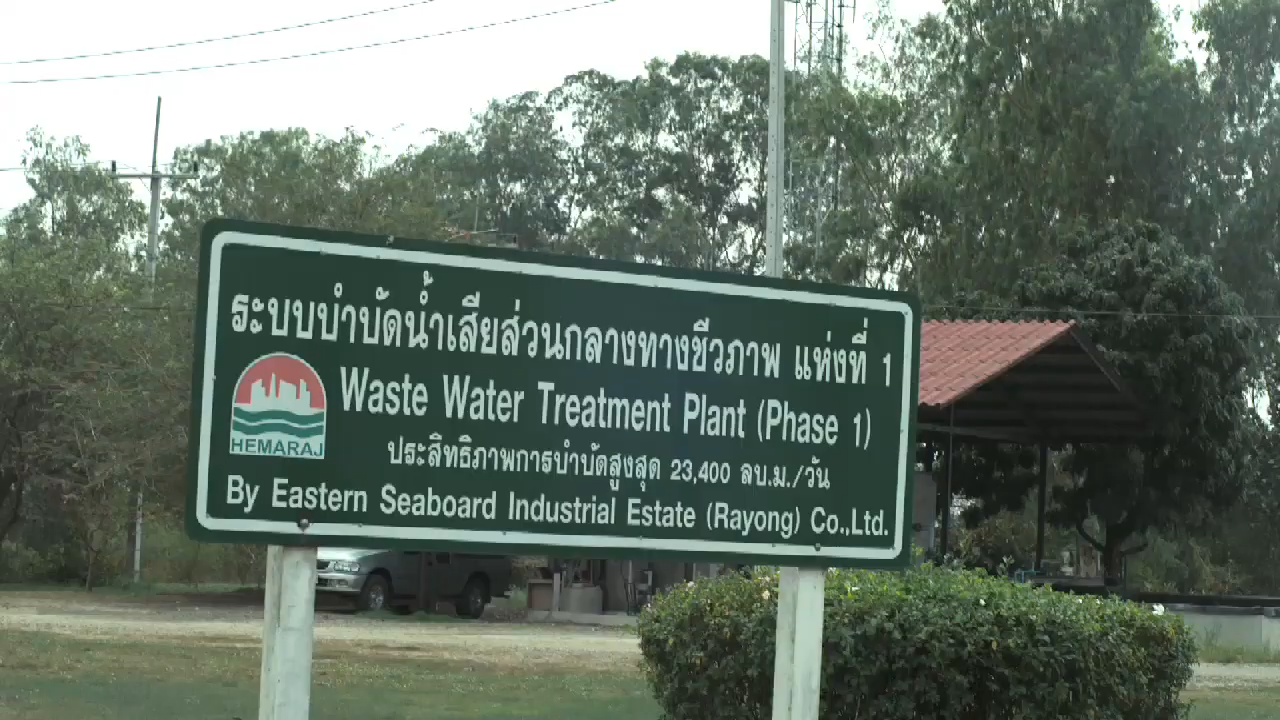 ระบบบำบัดน้ำเสียส่วนกลางทางชีวภาพ แห่งที่ 1
Waste Water Treatment Plant (Phase 1)
HEMARAJ
ประสิทธิภาพการบำบัดสูงสุด 23,400 ลบ.ม./วัน
By Eastern Seaboard Industrial Estate (Rayong) Co.,Ltd.